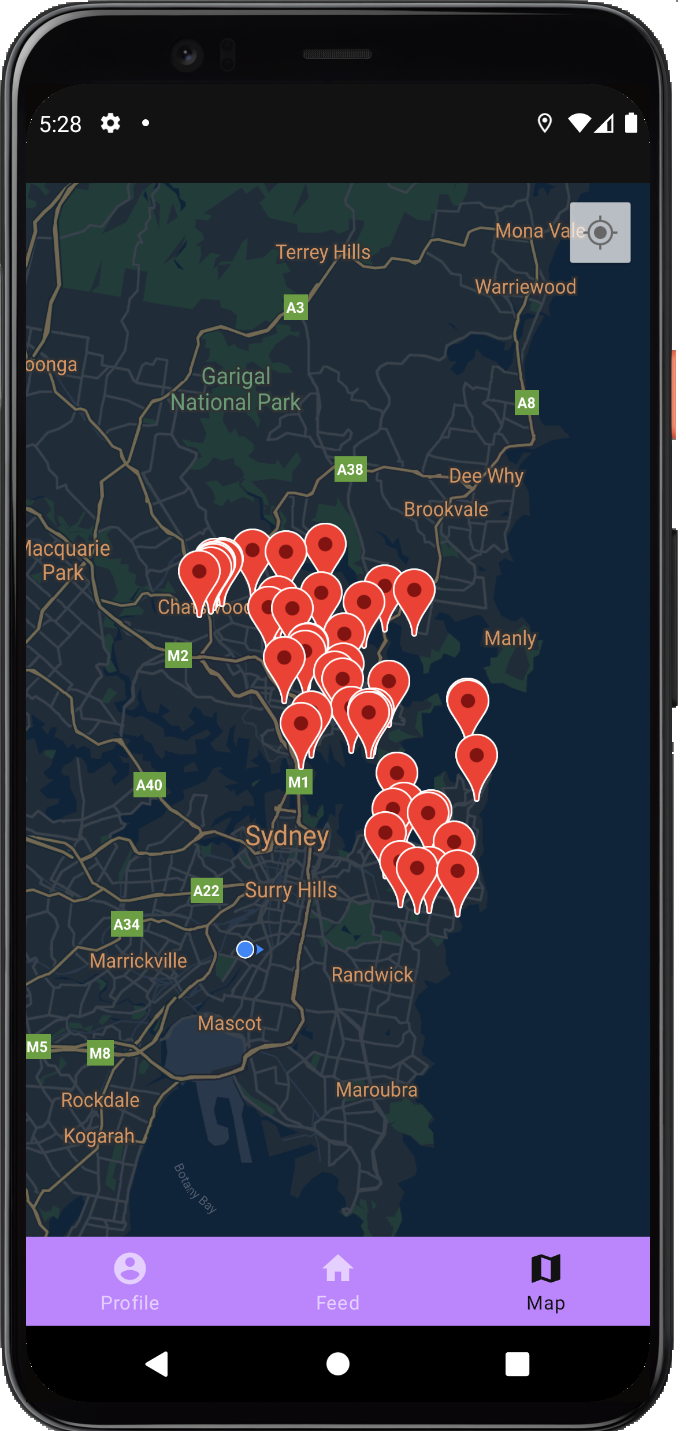 5:28
Mona Vale
Terrey Hills
Warriewood
A3
onga
Garigal
National Park
A8
A38
Dee Why
Brookvale
Macquarie
Park
Chatswood
M2
Manly
M1
A40
Sydney
A22
Surry Hills
A34
Marrickville
Randwick
Mascot
M5
M8
Maroubra
Rockdale
Kogarah
Botany Bay
Profile
Feed
Map